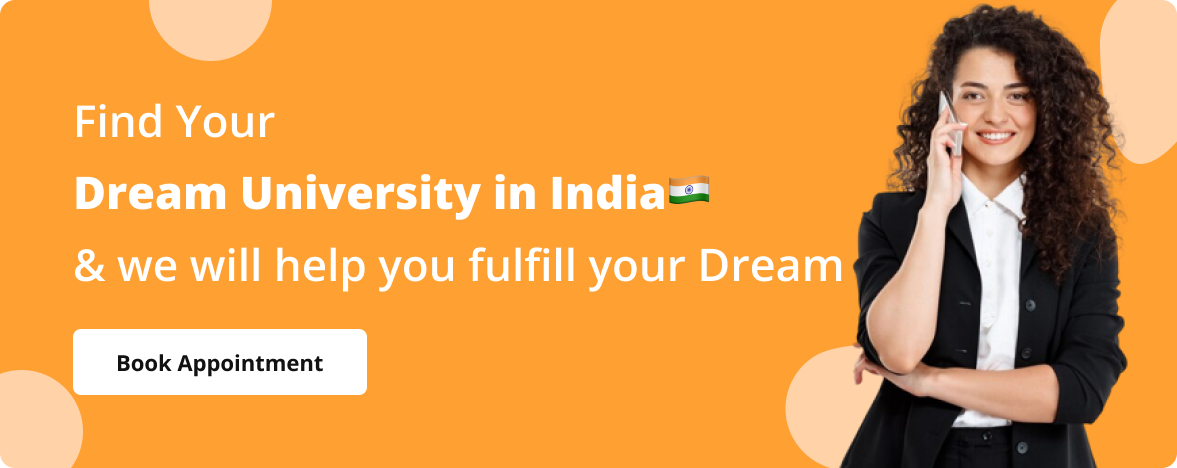 Find Your
Dream University in India🇮🇳
& we will help you fulfill your Dream
Book Appointment